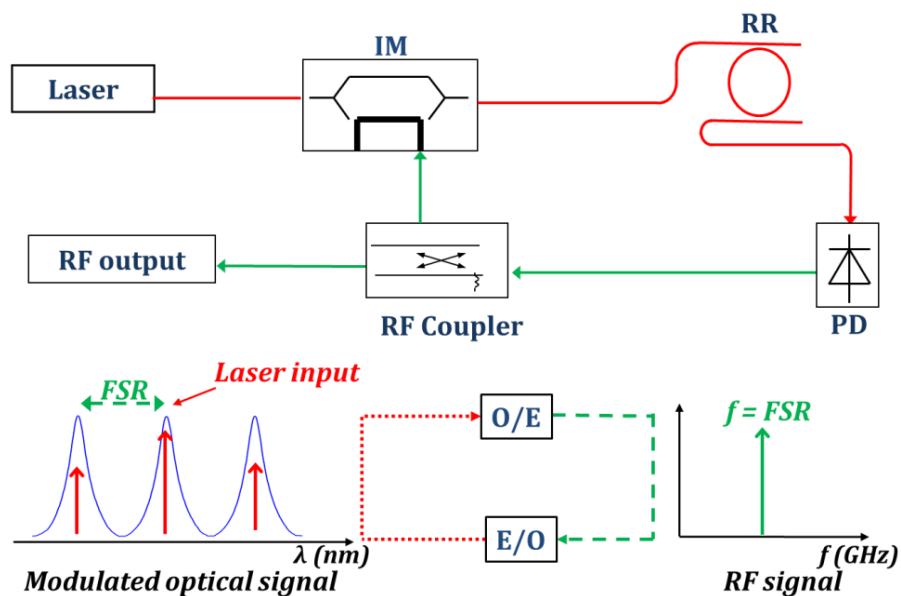 IM
RR
Laser
RF output
RF Coupler
PD
FSR
Laser input
O/E
f = FSR
E/O
λ (nm)
f (GHz)
Modulated optical signal
RF signal